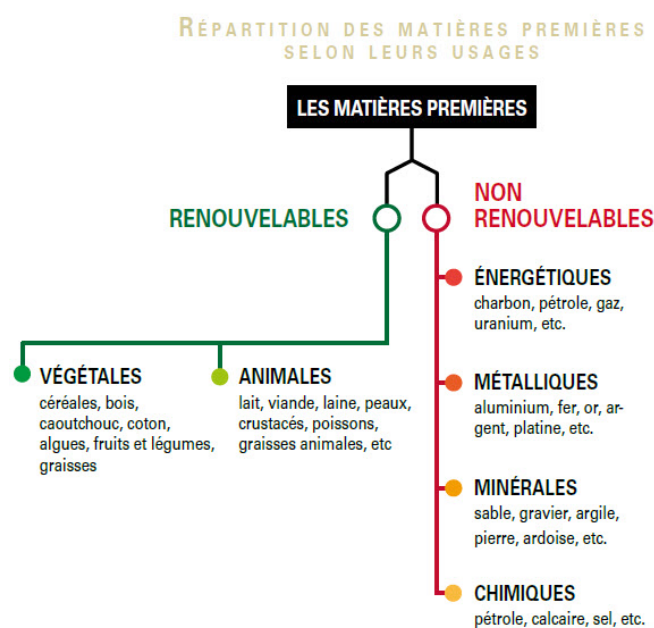 RÉPARTITION DES MATIÈRES PREMIÈRES
SELON LEURS USAGES
LES MATIÈRES PREMIÈRES
RENOUVELABLES
NON
RENOUVELABLES
VÉGÉTALES
céréales, bois,
caoutchouc, coton,
algues, fruits et légumes,
graisses
ANIMALES
lait, viande, laine, peaux,
crustacés, poissons,
graisses animales, etc
ÉNERGÉTIQUES
charbon, pétrole, gaz,
uranium, etc.
MÉTALLIQUES
aluminium, fer, or, ar-
gent, platine, etc.
MINÉRALES
sable, gravier, argile,
pierre, ardoise, etc.
CHIMIQUES
pétrole, calcaire, sel, etc.